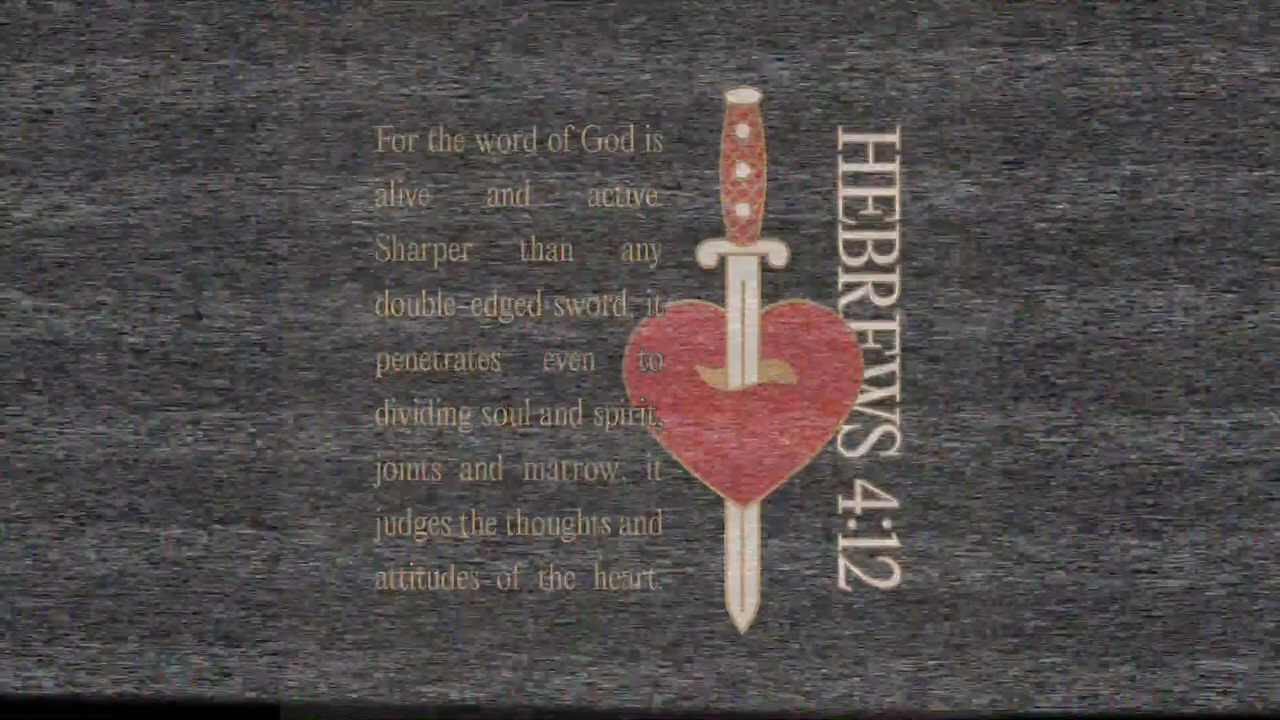 For the word of God is
alive and active.
Sharper than any
double-edged sword, it
penetrates even to
dividing soul and spirit,
joints and marrow, it
judges the thoughts and
attitudes of the heart.
HEBREWS 4:12